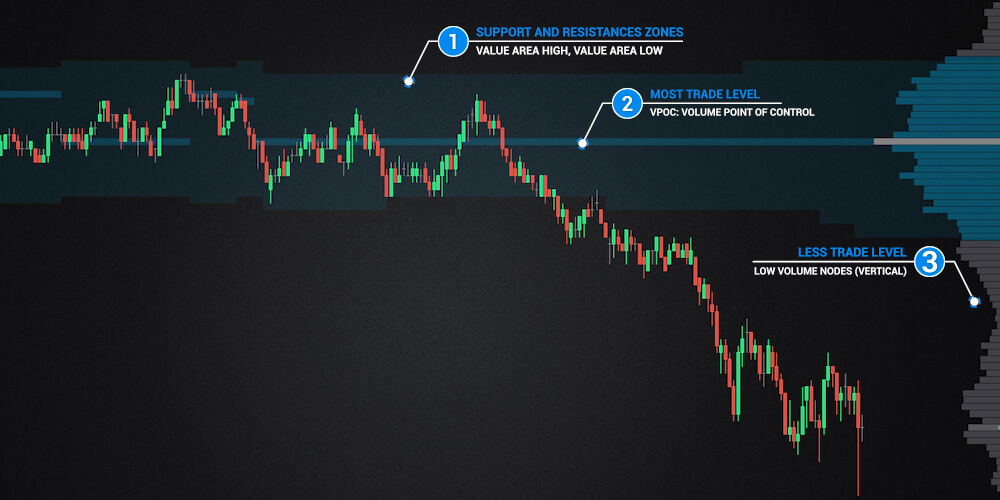 1
SUPPORT AND RESISTANCES ZONES
VALUE AREA HIGH, VALUE AREA LOW
2
MOST TRADE LEVEL
VPOC: VOLUME POINT OF CONTROL
LESS TRADE LEVEL
LOW VOLUME NODES (VERTICAL)
3